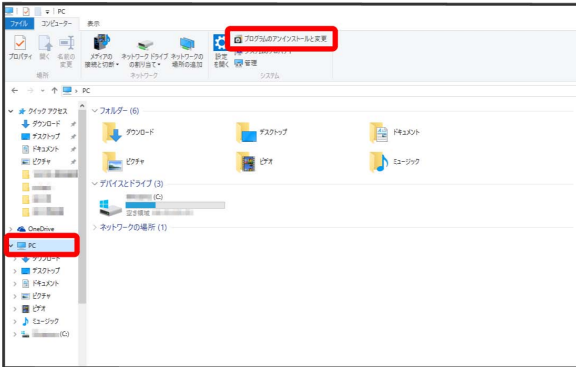 PC
ファイル コンピューター 表示
プロパティ 開く 名前の変更 メディアの接続と切断 ネットワーク ドライブの割り当て ネットワークの場所の追加 設定を開く プログラムのアンインストールと変更
管理
場所 ネットワーク システム
PC
クイック アクセス
ダウンロード
デスクトップ
ドキュメント
ピクチャ
OneDrive
PC
ダウンロード
デスクトップ
ドキュメント
ピクチャ
ビデオ
ミュージック
(C:)
フォルダー (6)
ダウンロード デスクトップ ドキュメント
ピクチャ ビデオ ミュージック
デバイスとドライブ (3)
(C:)
空き領域
ネットワークの場所 (1)